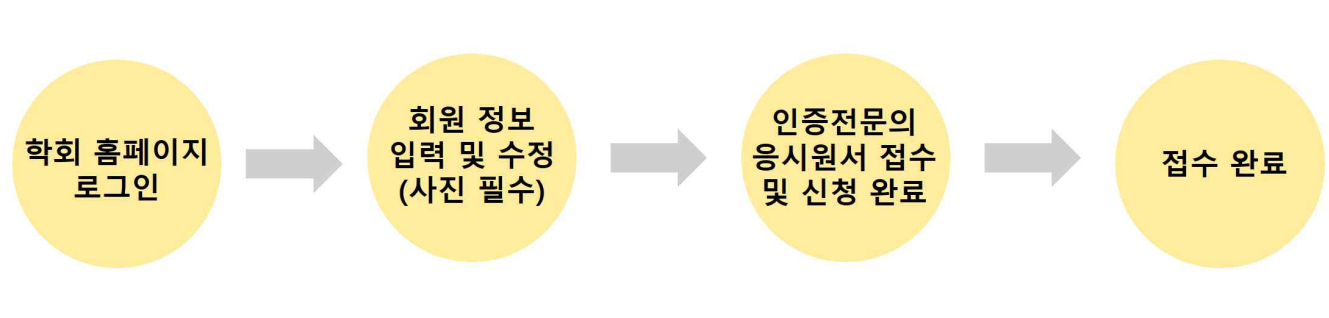 학회 홈페이지
로그인
회원 정보
입력 및 수정
(사진 필수)
인증전문의
응시원서 접수
및 신청 완료
접수 완료